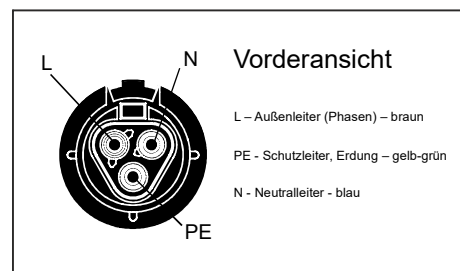 L
N
Vorderansicht
L – Außenleiter (Phasen) – braun
PE - Schutzleiter, Erdung – gelb-grün
N - Neutralleiter - blau
PE